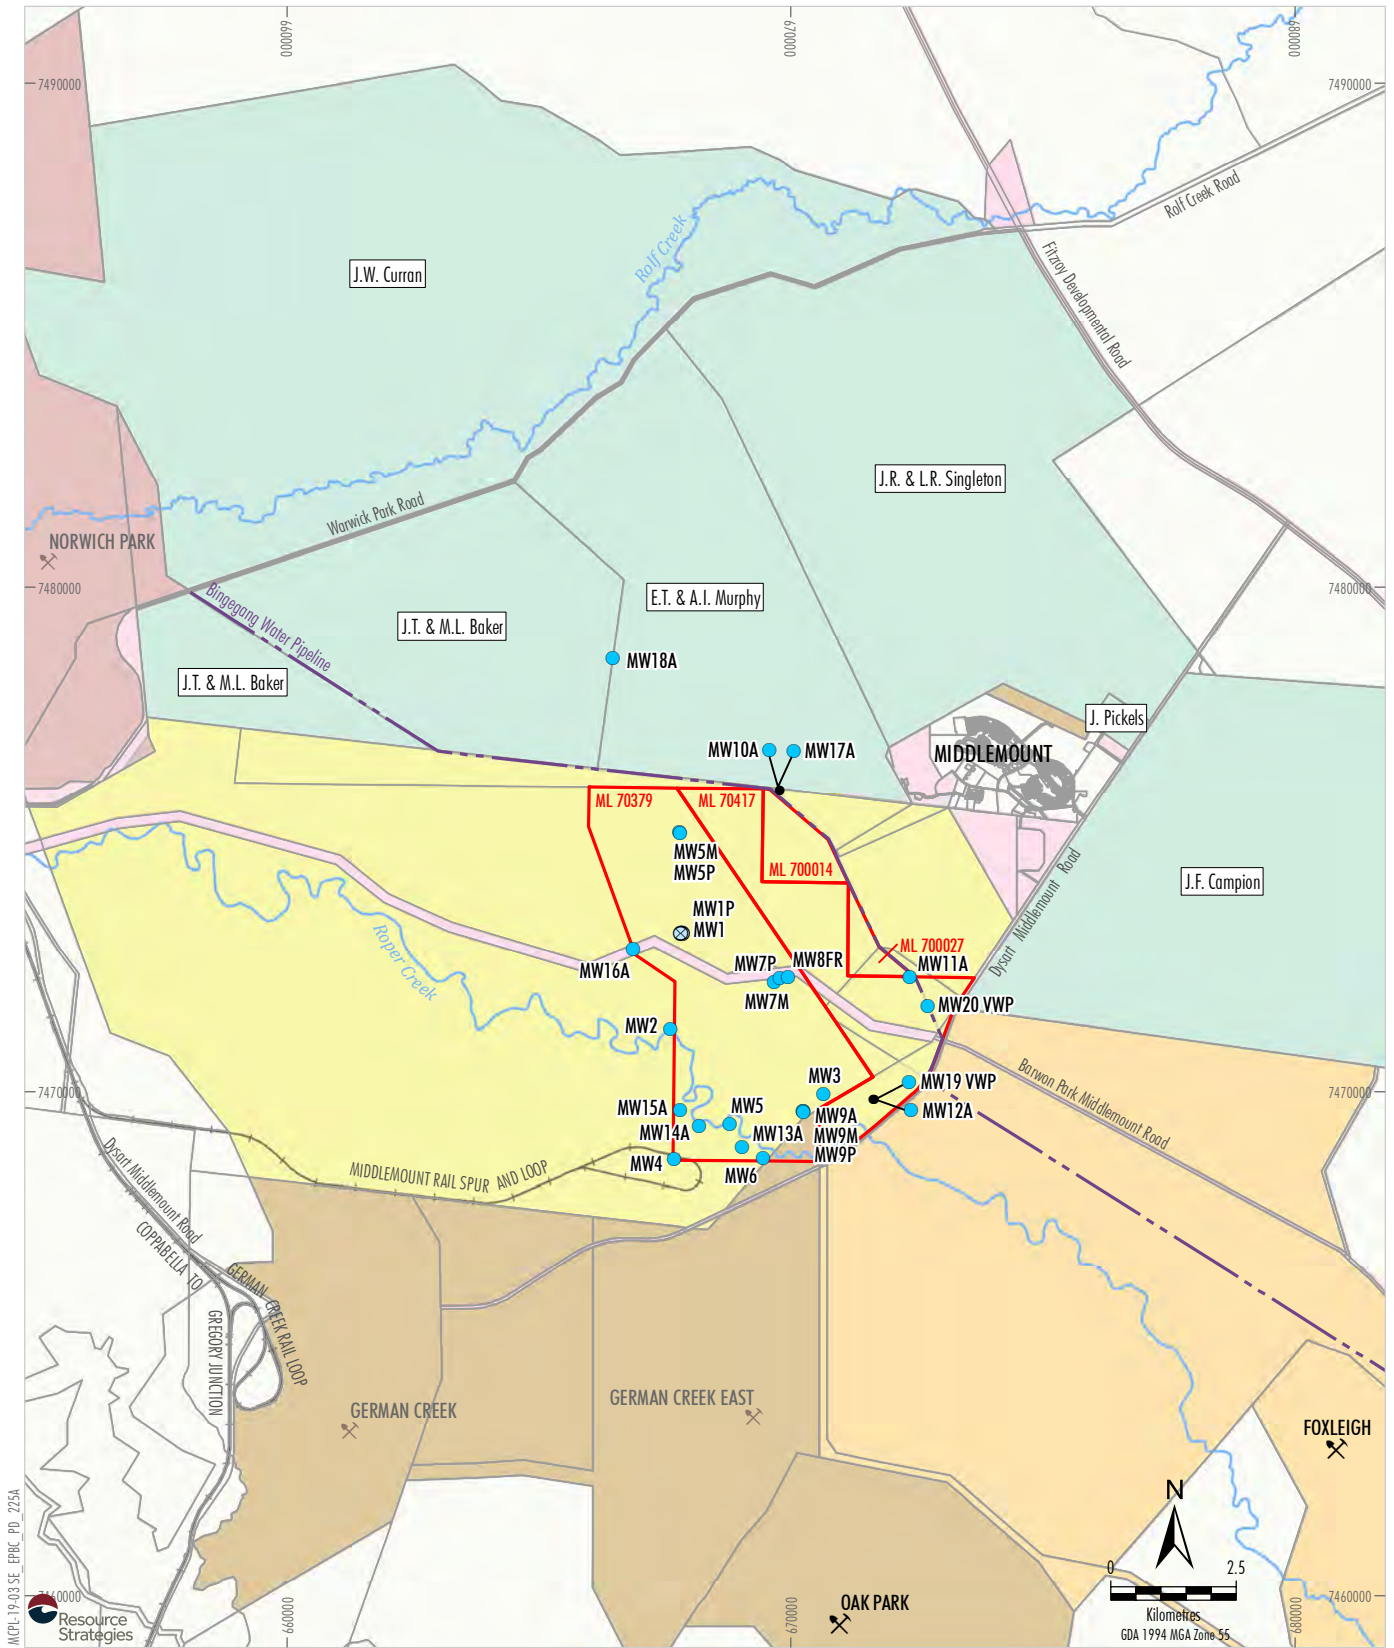 660000
670000
680000
7490000
7490000
Rolf Creek Road
Rolf Creek
Fitzroy Developmental Road
J.W. Curran
J.R. & L.R. Singleton
Warwick Park Road
NORWICH PARK
7480000
7480000
Bingegang Water Pipeline
E.T. & A.I. Murphy
J.T. & M.L. Baker
J.T. & M.L. Baker
MW18A
J. Pickels
MW10A
MW17A
MIDDLEMOUNT
ML 70379
ML 70417
MW5M
MW5P
ML 700014
J.F. Campion
MW1P
MW1
Dysart Middlemount Road
Roper Creek
ML 700027
MW16A
MW7P
MW8FR
MW11A
MW7M
MW20 VWP
MW2
7470000
7470000
Barwon Park Middlemount Road
MW3
MW19 VWP
MW15A
MW5
MW9A
MW12A
MW14A
MW13A
MW9M
MW4
MW6
MW9P
MIDDLEMOUNT RAIL SPUR AND LOOP
Dysart Middlemount Road
COPPABELLA TO
GREGORY JUNCTION
GERMAN CREEK RAIL LOOP
GERMAN CREEK
GERMAN CREEK EAST
FOXLEIGH
N
0
2.5
Kilometres
GDA 1994 MGA Zone 55
OAK PARK
7460000
7460000
660000
670000
680000
Resource
Strategies
MCPL-19-03 SE_EPBC_PD_225A